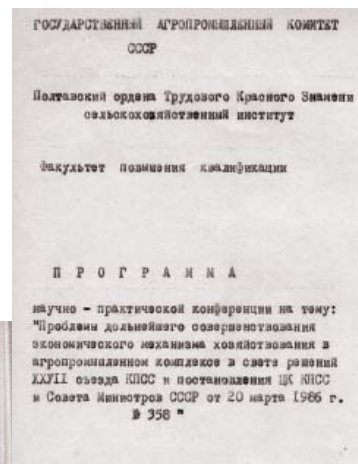 ГОСУДАРСТВЕННЫЙ АГРОПРОМЫШЛЕННЫЙ КОМИТЕТ
СССР
Полтавский ордена Трудового Красного Знамени
сельскохозяйственный институт
Факультет повышения квалификации
П Р О Г Р А М М А
научно - практической конференции на тему:
"Проблемы дольнейшего совершенствования
экономического механизма хозяйствования в
агропромышленном комплексе в свете решений
XXУII съезда КПСС и постановления ЦК КПСС
и Совета Министров СССР от 20 марта 1986 г.
№ 358 "